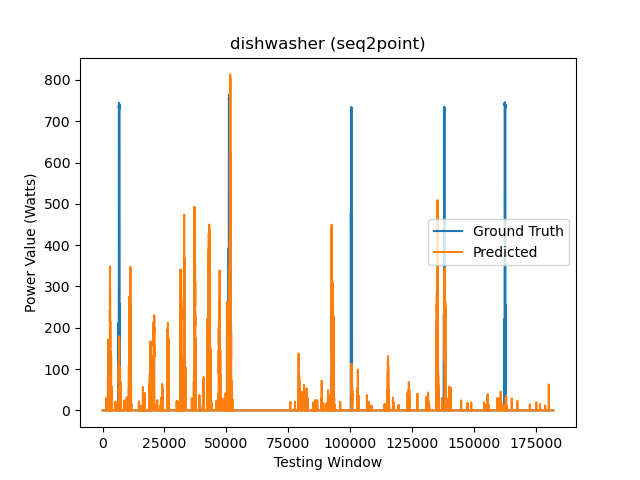 dishwasher (seq2point)
Power Value (Watts)
800
700
600
500
400
300
200
100
0
Ground Truth
Predicted
0 25000 50000 75000 100000 125000 150000 175000
Testing Window